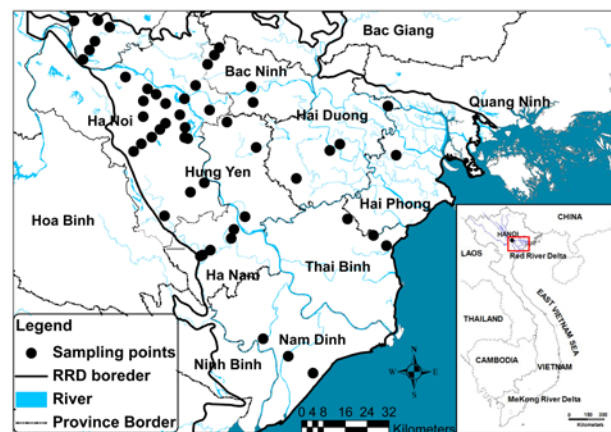 Bac Giang
Bac Ninh
Quang Ninh
Ha Noi
Hai Duong
Hung Yen
Hoa Binh
Hai Phong
Ha Nam
Thai Binh
Nam Dinh
Ninh Binh
Legend
Sampling points
RRD boreder
River
Province Border
0 4 8 16 24 32
Kilometers
N
W E
S
CHINA
HANOI
LAOS
Red River Delta
THAILAND
EAST VIETNAM SEA
CAMBODIA
VIETNAM
MeKong River Delta
Kilometers